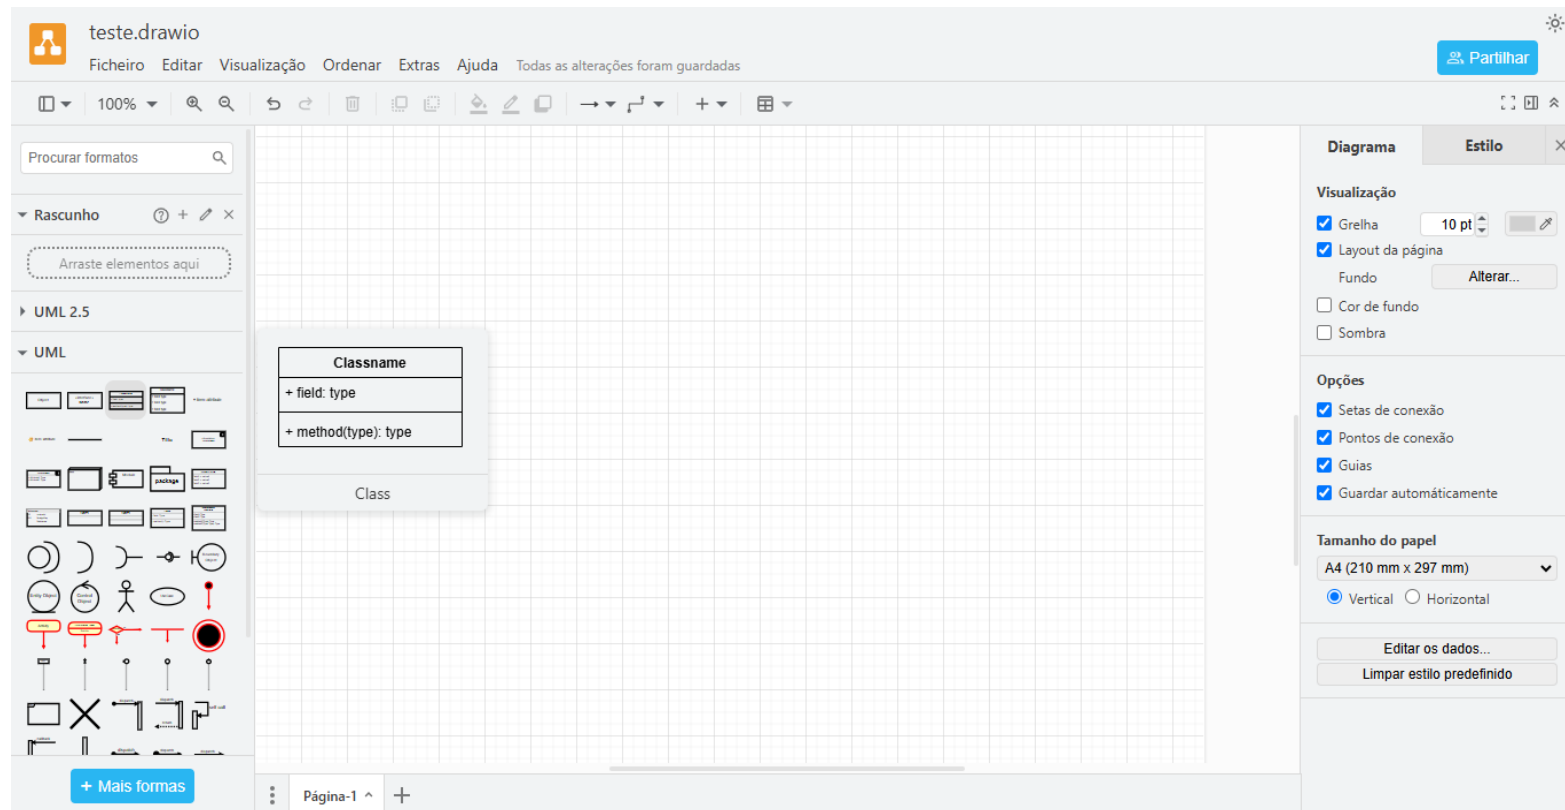 teste.drawio
Ficheiro Editar Visualização Ordenar Extras Ajuda Todas as alterações foram guardadas
Partilhar
100%
Procurar formatos
Rascunho
Arraste elementos aqui
UML 2.5
UML
package
Classname
+ field: type
+ method(type): type
Class
+ Mais formas
Página-1
Diagrama Estilo
Visualização
Grelha 10 pt
Layout da página
Fundo Alterar...
Cor de fundo
Sombra
Opções
Setas de conexão
Pontos de conexão
Guias
Guardar automáticamente
Tamanho do papel
A4 (210 mm x 297 mm)
Vertical Horizontal
Editar os dados...
Limpar estilo predefinido